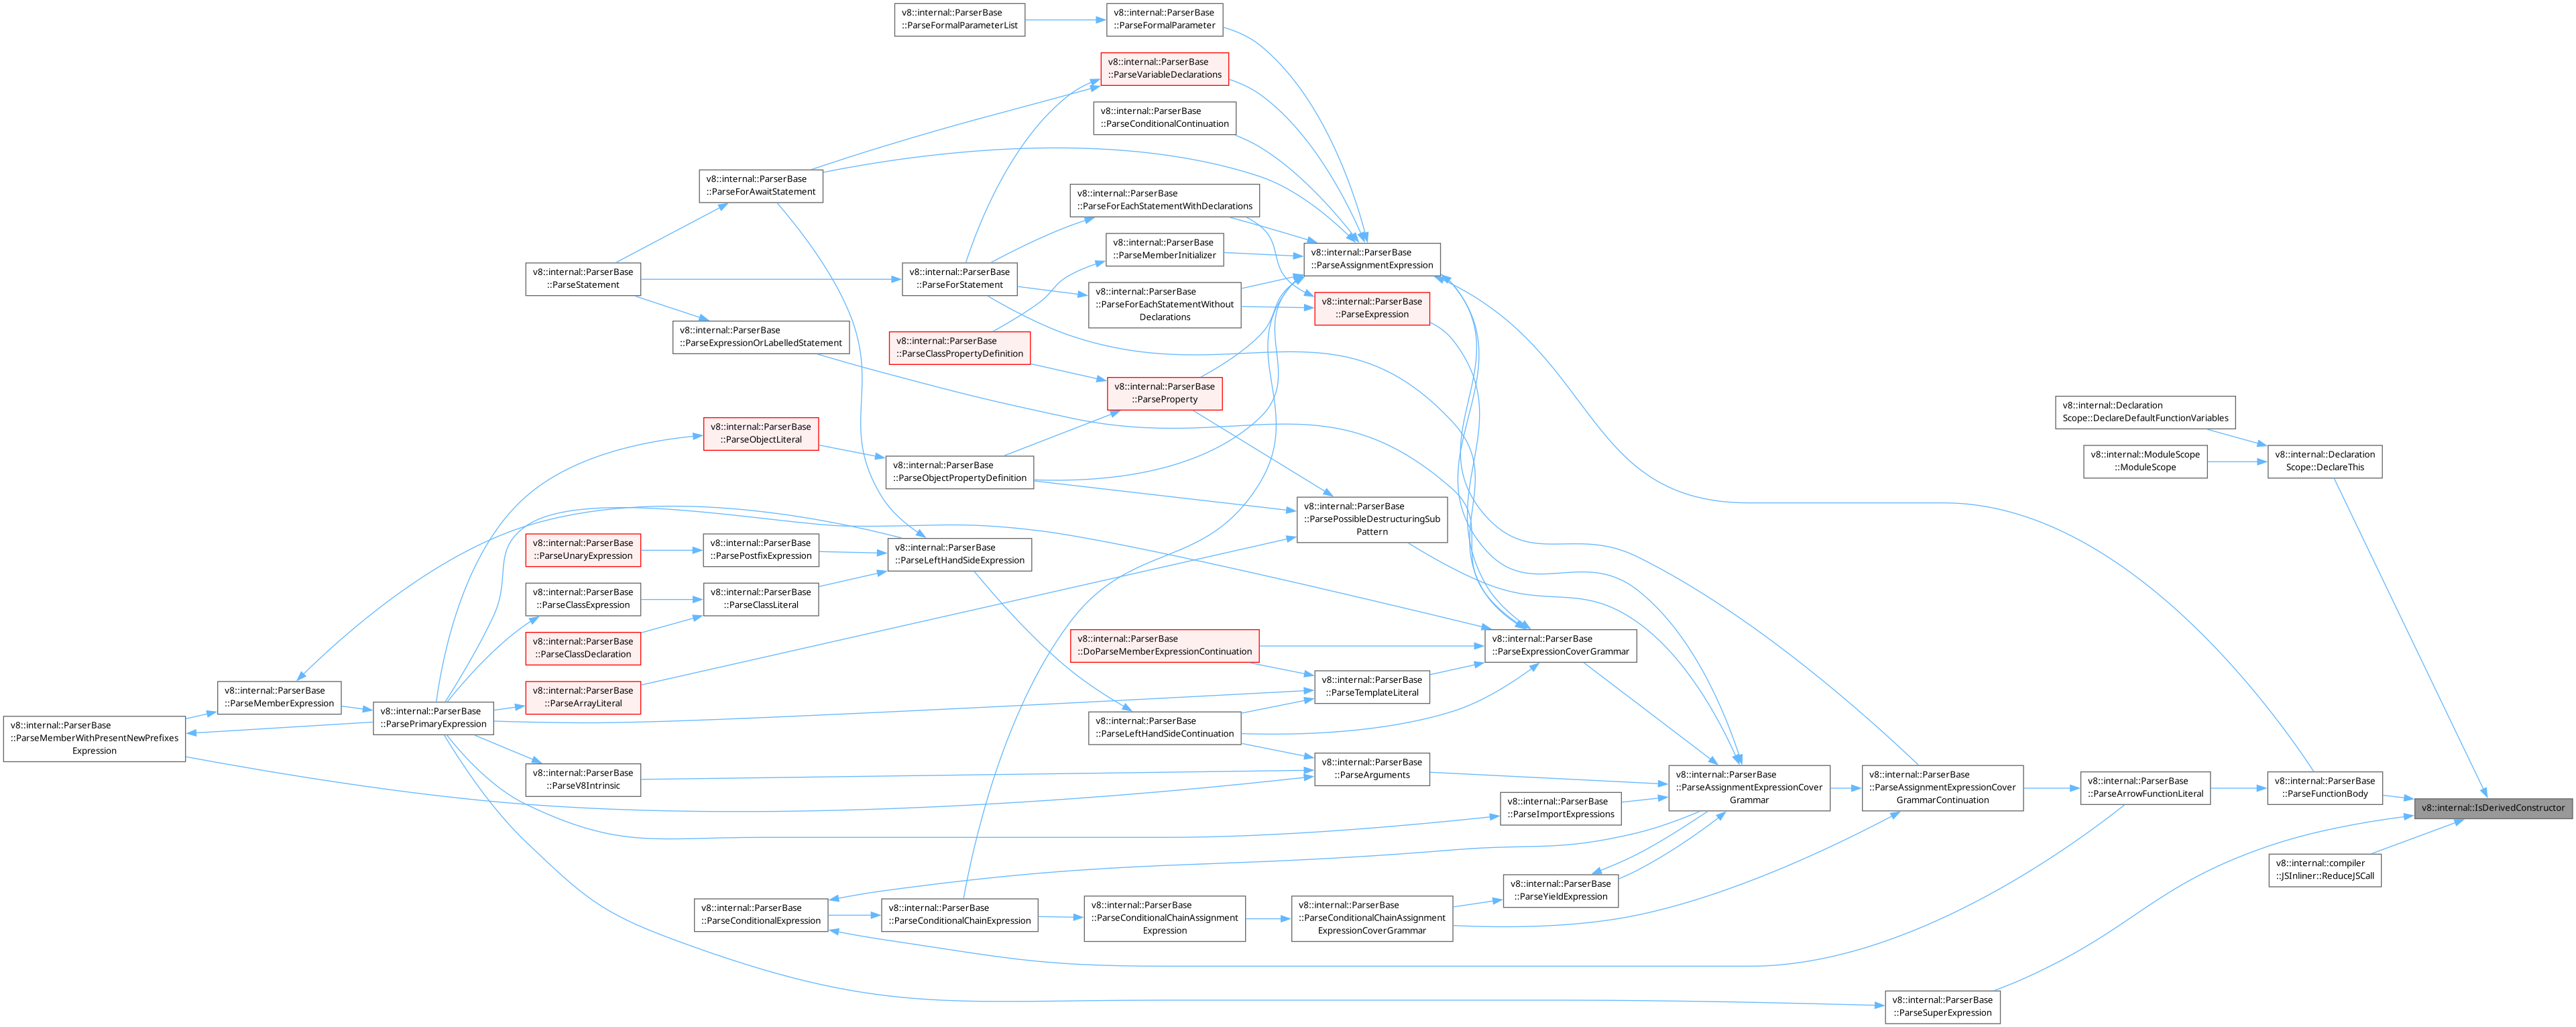 v8::internal::ParserBase
::ParseFormalParameterList
v8::internal::ParserBase
::ParseFormalParameter
v8::internal::ParserBase
::ParseVariableDeclarations
v8::internal::ParserBase
::ParseConditionalContinuation
v8::internal::ParserBase
::ParseForAwaitStatement
v8::internal::ParserBase
::ParseForEachStatementWithDeclarations
v8::internal::ParserBase
::ParseMemberInitializer
v8::internal::ParserBase
::ParseAssignmentExpression
v8::internal::ParserBase
::ParseStatement
v8::internal::ParserBase
::ParseForStatement
v8::internal::ParserBase
::ParseForEachStatementWithout
Declarations
v8::internal::ParserBase
::ParseExpression
v8::internal::ParserBase
::ParseExpressionOrLabelledStatement
v8::internal::ParserBase
::ParseClassPropertyDefinition
v8::internal::ParserBase
::ParseProperty
v8::internal::Declaration
Scope::DeclareDefaultFunctionVariables
v8::internal::ParserBase
::ParseObjectLiteral
v8::internal::ParserBase
::ParseObjectPropertyDefinition
v8::internal::ModuleScope
::ModuleScope
v8::internal::Declaration
Scope::DeclareThis
v8::internal::ParserBase
::ParsePossibleDestructuringSub
Pattern
v8::internal::ParserBase
::ParseUnaryExpression
v8::internal::ParserBase
::ParsePostfixExpression
v8::internal::ParserBase
::ParseLeftHandSideExpression
v8::internal::ParserBase
::ParseClassExpression
v8::internal::ParserBase
::ParseClassLiteral
v8::internal::ParserBase
::ParseClassDeclaration
v8::internal::ParserBase
::DoParseMemberExpressionContinuation
v8::internal::ParserBase
::ParseExpressionCoverGrammar
v8::internal::ParserBase
::ParseTemplateLiteral
v8::internal::ParserBase
::ParseMemberExpression
v8::internal::ParserBase
::ParseArrayLiteral
v8::internal::ParserBase
::ParsePrimaryExpression
v8::internal::ParserBase
::ParseMemberWithPresentNewPrefixes
Expression
v8::internal::ParserBase
::ParseLeftHandSideContinuation
v8::internal::ParserBase
::ParseV8Intrinsic
v8::internal::ParserBase
::ParseArguments
v8::internal::ParserBase
::ParseAssignmentExpressionCover
Grammar
v8::internal::ParserBase
::ParseAssignmentExpressionCover
GrammarContinuation
v8::internal::ParserBase
::ParseArrowFunctionLiteral
v8::internal::ParserBase
::ParseFunctionBody
v8::internal::IsDerivedConstructor
v8::internal::ParserBase
::ParseImportExpressions
v8::internal::compiler
::JSInliner::ReduceJSCall
v8::internal::ParserBase
::ParseYieldExpression
v8::internal::ParserBase
::ParseConditionalExpression
v8::internal::ParserBase
::ParseConditionalChainExpression
v8::internal::ParserBase
::ParseConditionalChainAssignment
Expression
v8::internal::ParserBase
::ParseConditionalChainAssignment
ExpressionCoverGrammar
v8::internal::ParserBase
::ParseSuperExpression